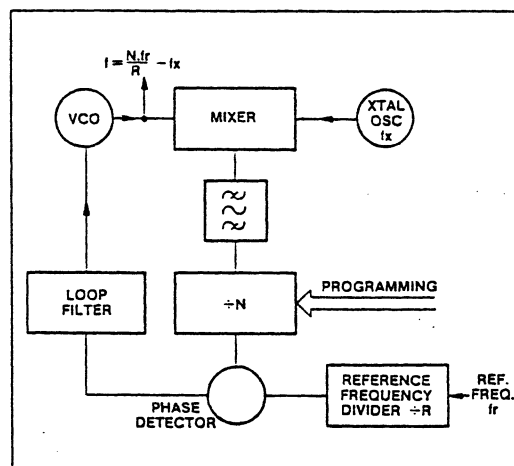 f = N.fr/R - fx
VCO
MIXER
XTAL
OSC
fx
LOOP
FILTER
÷N
PROGRAMMING
PHASE
DETECTOR
REFERENCE
FREQUENCY
DIVIDER ÷R
REF.
FREQ.
fr